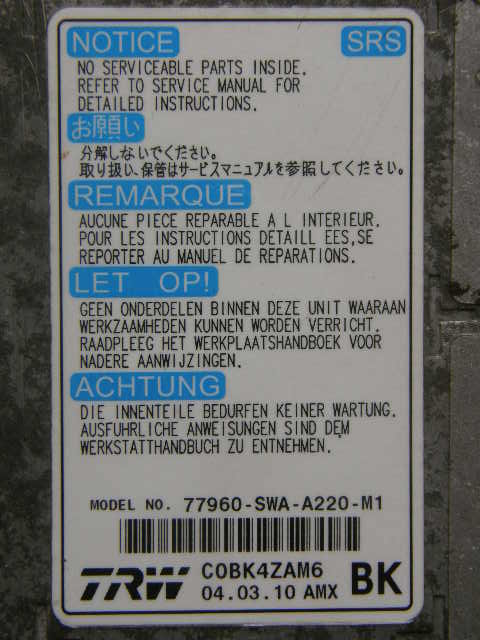 NOTICE SRS
NO SERVICEABLE PARTS INSIDE.
REFER TO SERVICE MANUAL FOR
DETAILED INSTRUCTIONS.
お願い
分解しないでください。
取り扱い、保管はサービスマニュアルを参照してください。
REMARQUE
AUCUNE PIECE REPARABLE A L INTERIEUR.
POUR LES INSTRUCTIONS DETAILL EES,SE
REPORTER AU MANUEL DE REPARATIONS.
LET OP!
GEEN ONDERDELEN BINNEN DEZE UNIT WAARAAN
WERKZAAMHEDEN KUNNEN WORDEN VERRICHT.
RAADPLEEG HET WERKPLAATSHANDBOEK VOOR
NADERE AANWIJZINGEN.
ACHTUNG
DIE INNENTEILE BEDURFEN KEINER WARTUNG.
AUSFUHRLICHE ANWEISUNGEN SIND DEM
WERKSTATTHANDBUCH ZU ENTNEHMEN.
MODEL NO. 77960-SWA-A220-M1
TRW C0BK4ZAM6 BK
04.03.10 AMX